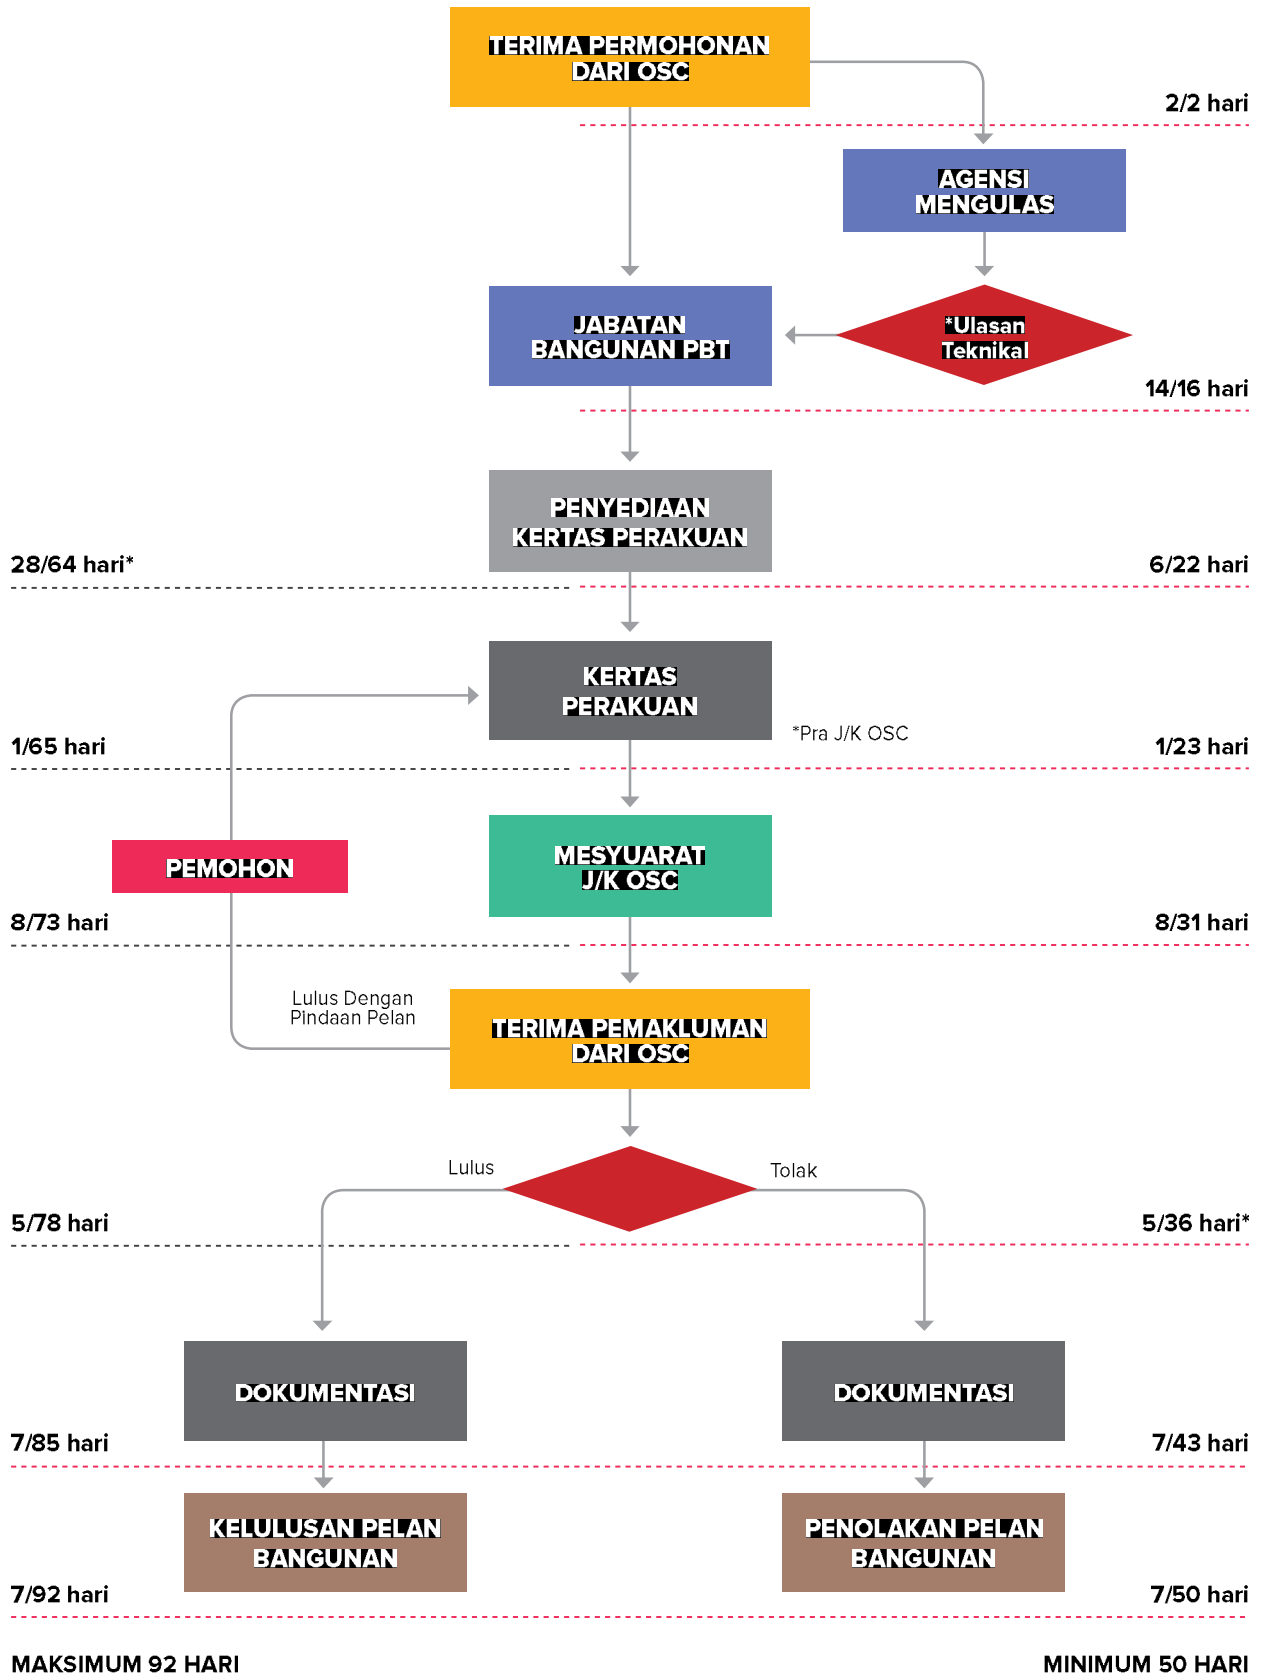 TERIMA PERMOHONAN
DARI OSC
2/2 hari
AGENSI
MENGULAS
JABATAN
BANGUNAN PBT
*Ulasan
Teknikal
14/16 hari
PENYEDIAAN
KERTAS PERAKUAN
28/64 hari*
6/22 hari
KERTAS
PERAKUAN
*Pra J/K OSC
1/65 hari
1/23 hari
MESYUARAT
J/K OSC
PEMOHON
8/73 hari
8/31 hari
Lulus Dengan
Pindaan Pelan
TERIMA PEMAKLUMAN
DARI OSC
Lulus
Tolak
5/78 hari
5/36 hari*
DOKUMENTASI
DOKUMENTASI
7/85 hari
7/43 hari
KELULUSAN PELAN
BANGUNAN
PENOLAKAN PELAN
BANGUNAN
7/92 hari
7/50 hari
MAKSIMUM 92 HARI
MINIMUM 50 HARI